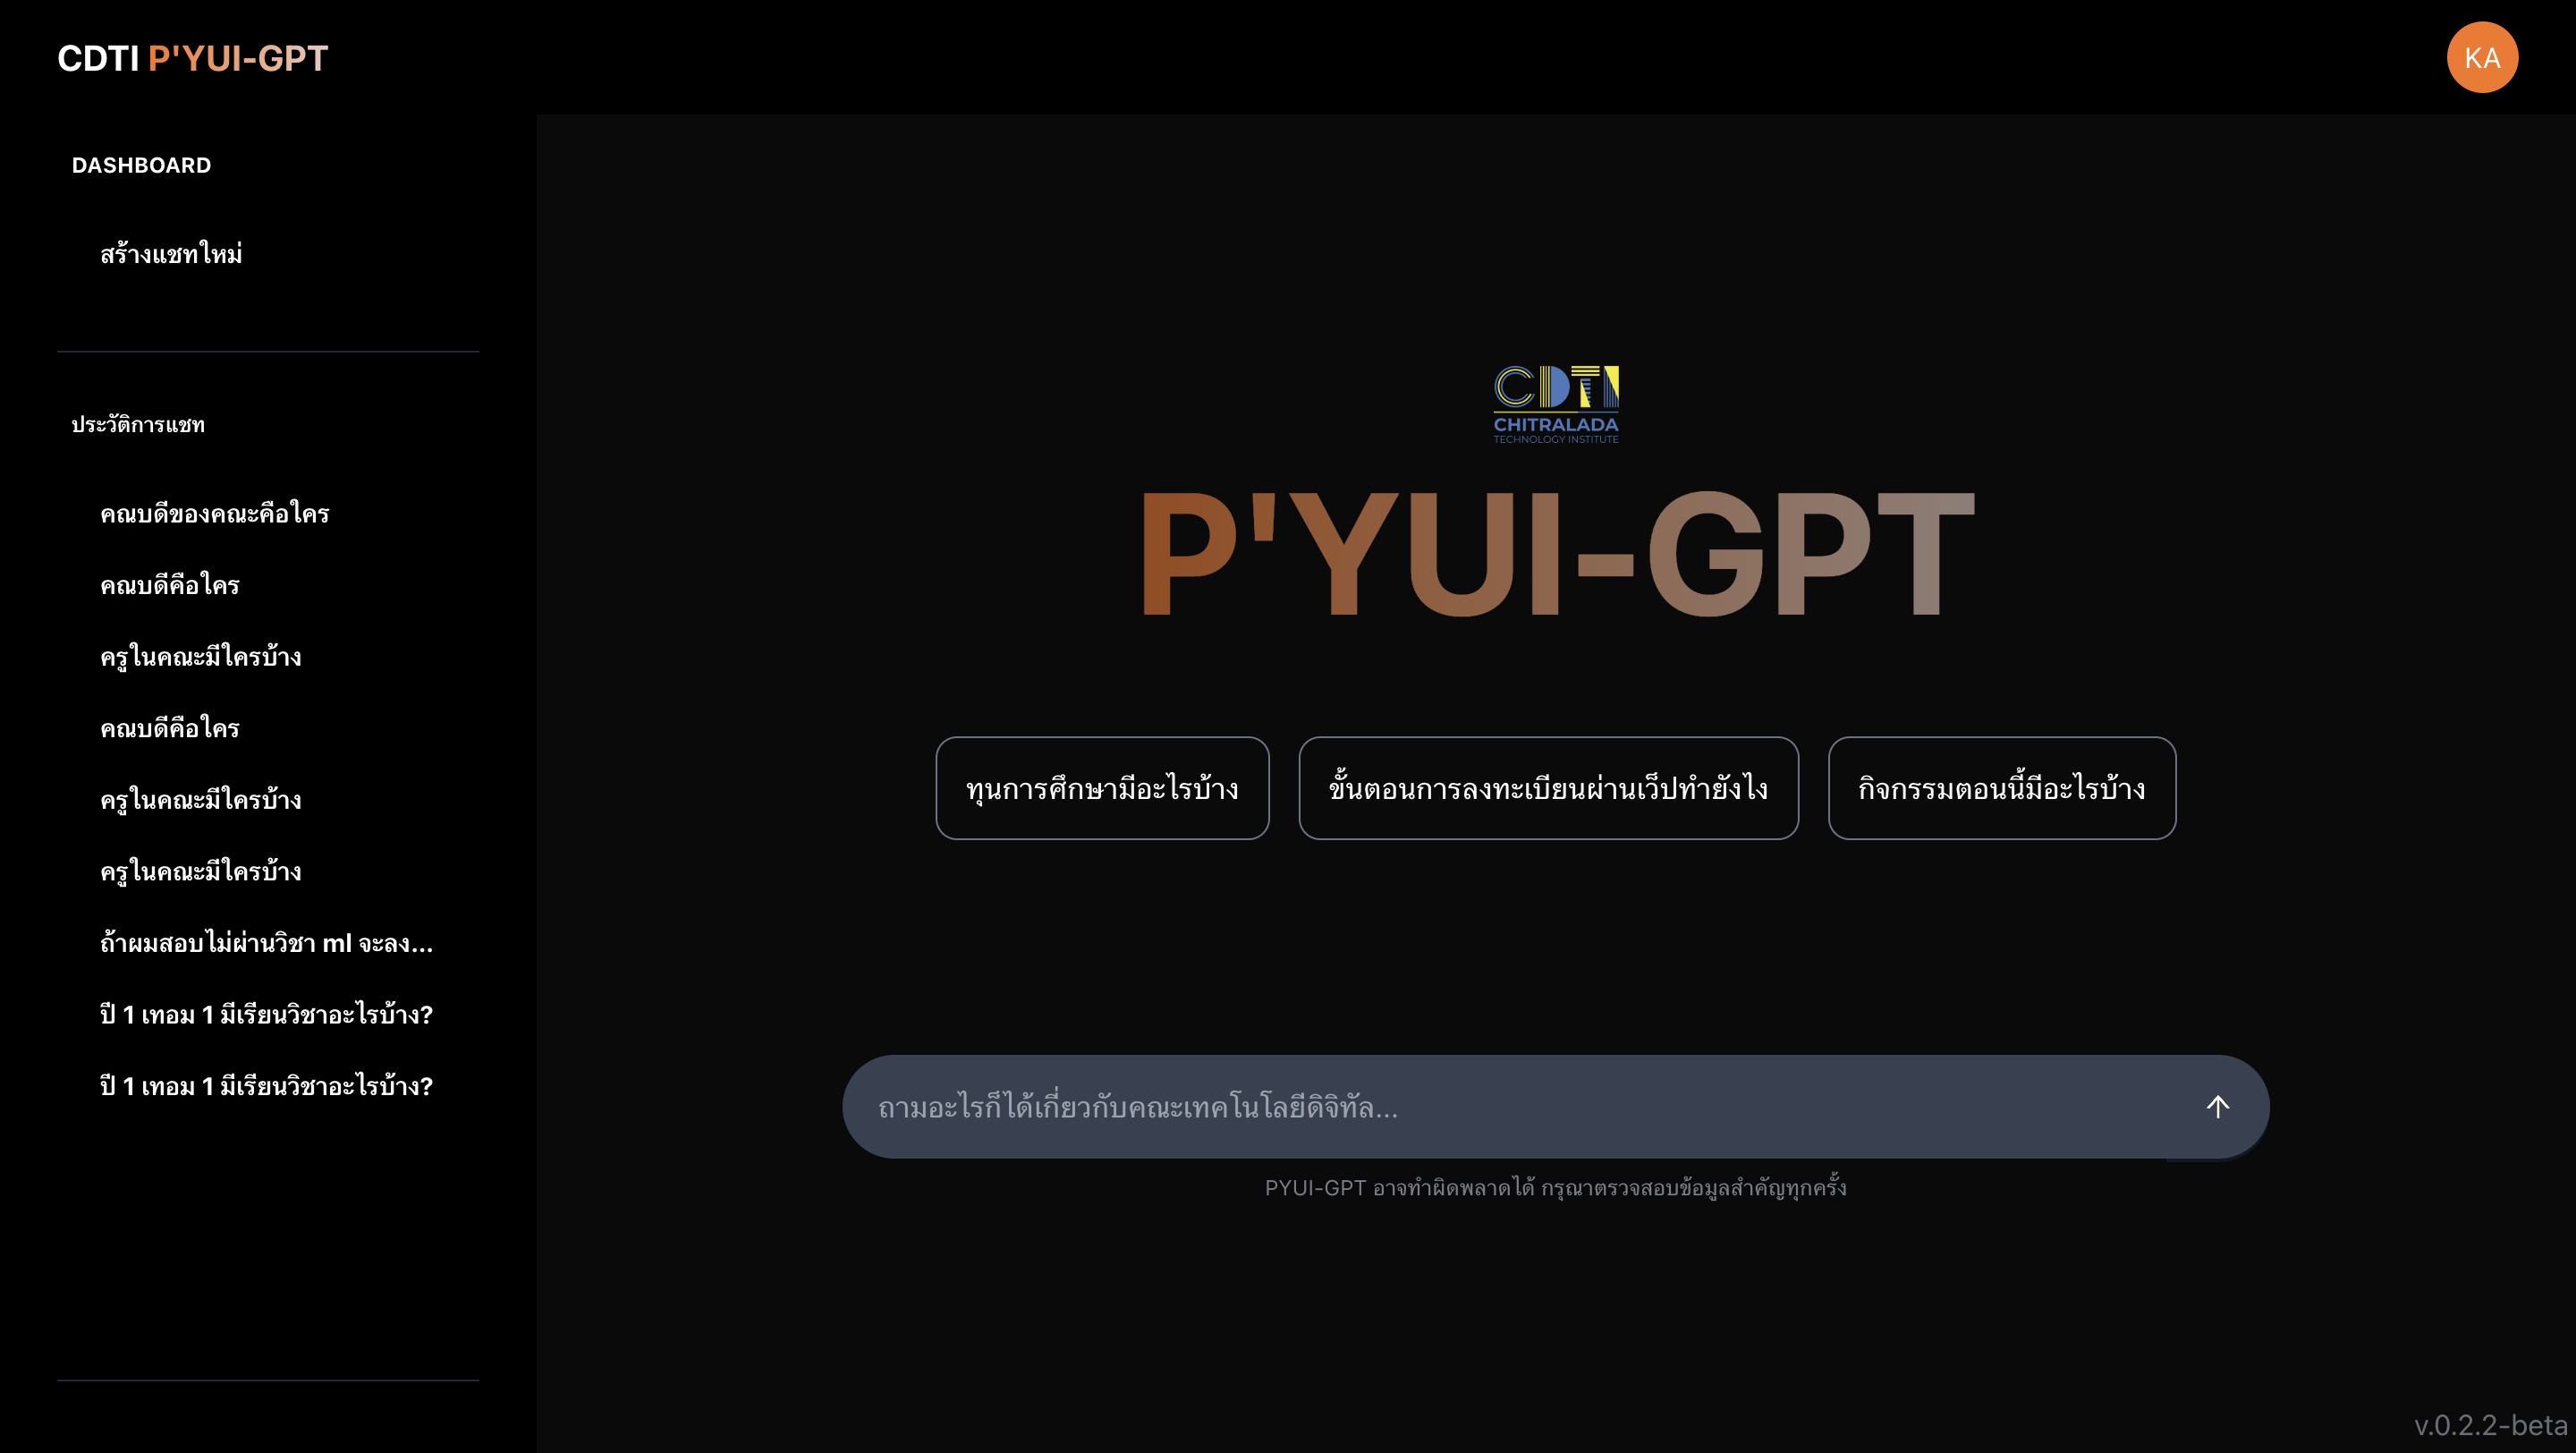 CDTI P'YUI-GPT
KA
DASHBOARD
สร้างแชทใหม่
ประวัติการแชท
คณบดีของคณะคือใคร
คณบดีคือใคร
ครูในคณะมีใครบ้าง
คณบดีคือใคร
ครูในคณะมีใครบ้าง
ครูในคณะมีใครบ้าง
ถ้าผมสอบไม่ผ่านวิชา ml จะลง...
ปี 1 เทอม 1 มีเรียนวิชาอะไรบ้าง?
ปี 1 เทอม 1 มีเรียนวิชาอะไรบ้าง?
CDTI
CHITRALADA
TECHNOLOGY INSTITUTE
P'YUI-GPT
ทุนการศึกษามีอะไรบ้าง
ขั้นตอนการลงทะเบียนผ่านเว็ปทำยังไง
กิจกรรมตอนนี้มีอะไรบ้าง
ถามอะไรก็ได้เกี่ยวกับคณะเทคโนโลยีดิจิทัล...
PYUI-GPT อาจทำผิดพลาดได้ กรุณาตรวจสอบข้อมูลสำคัญทุกครั้ง
v.0.2.2-beta